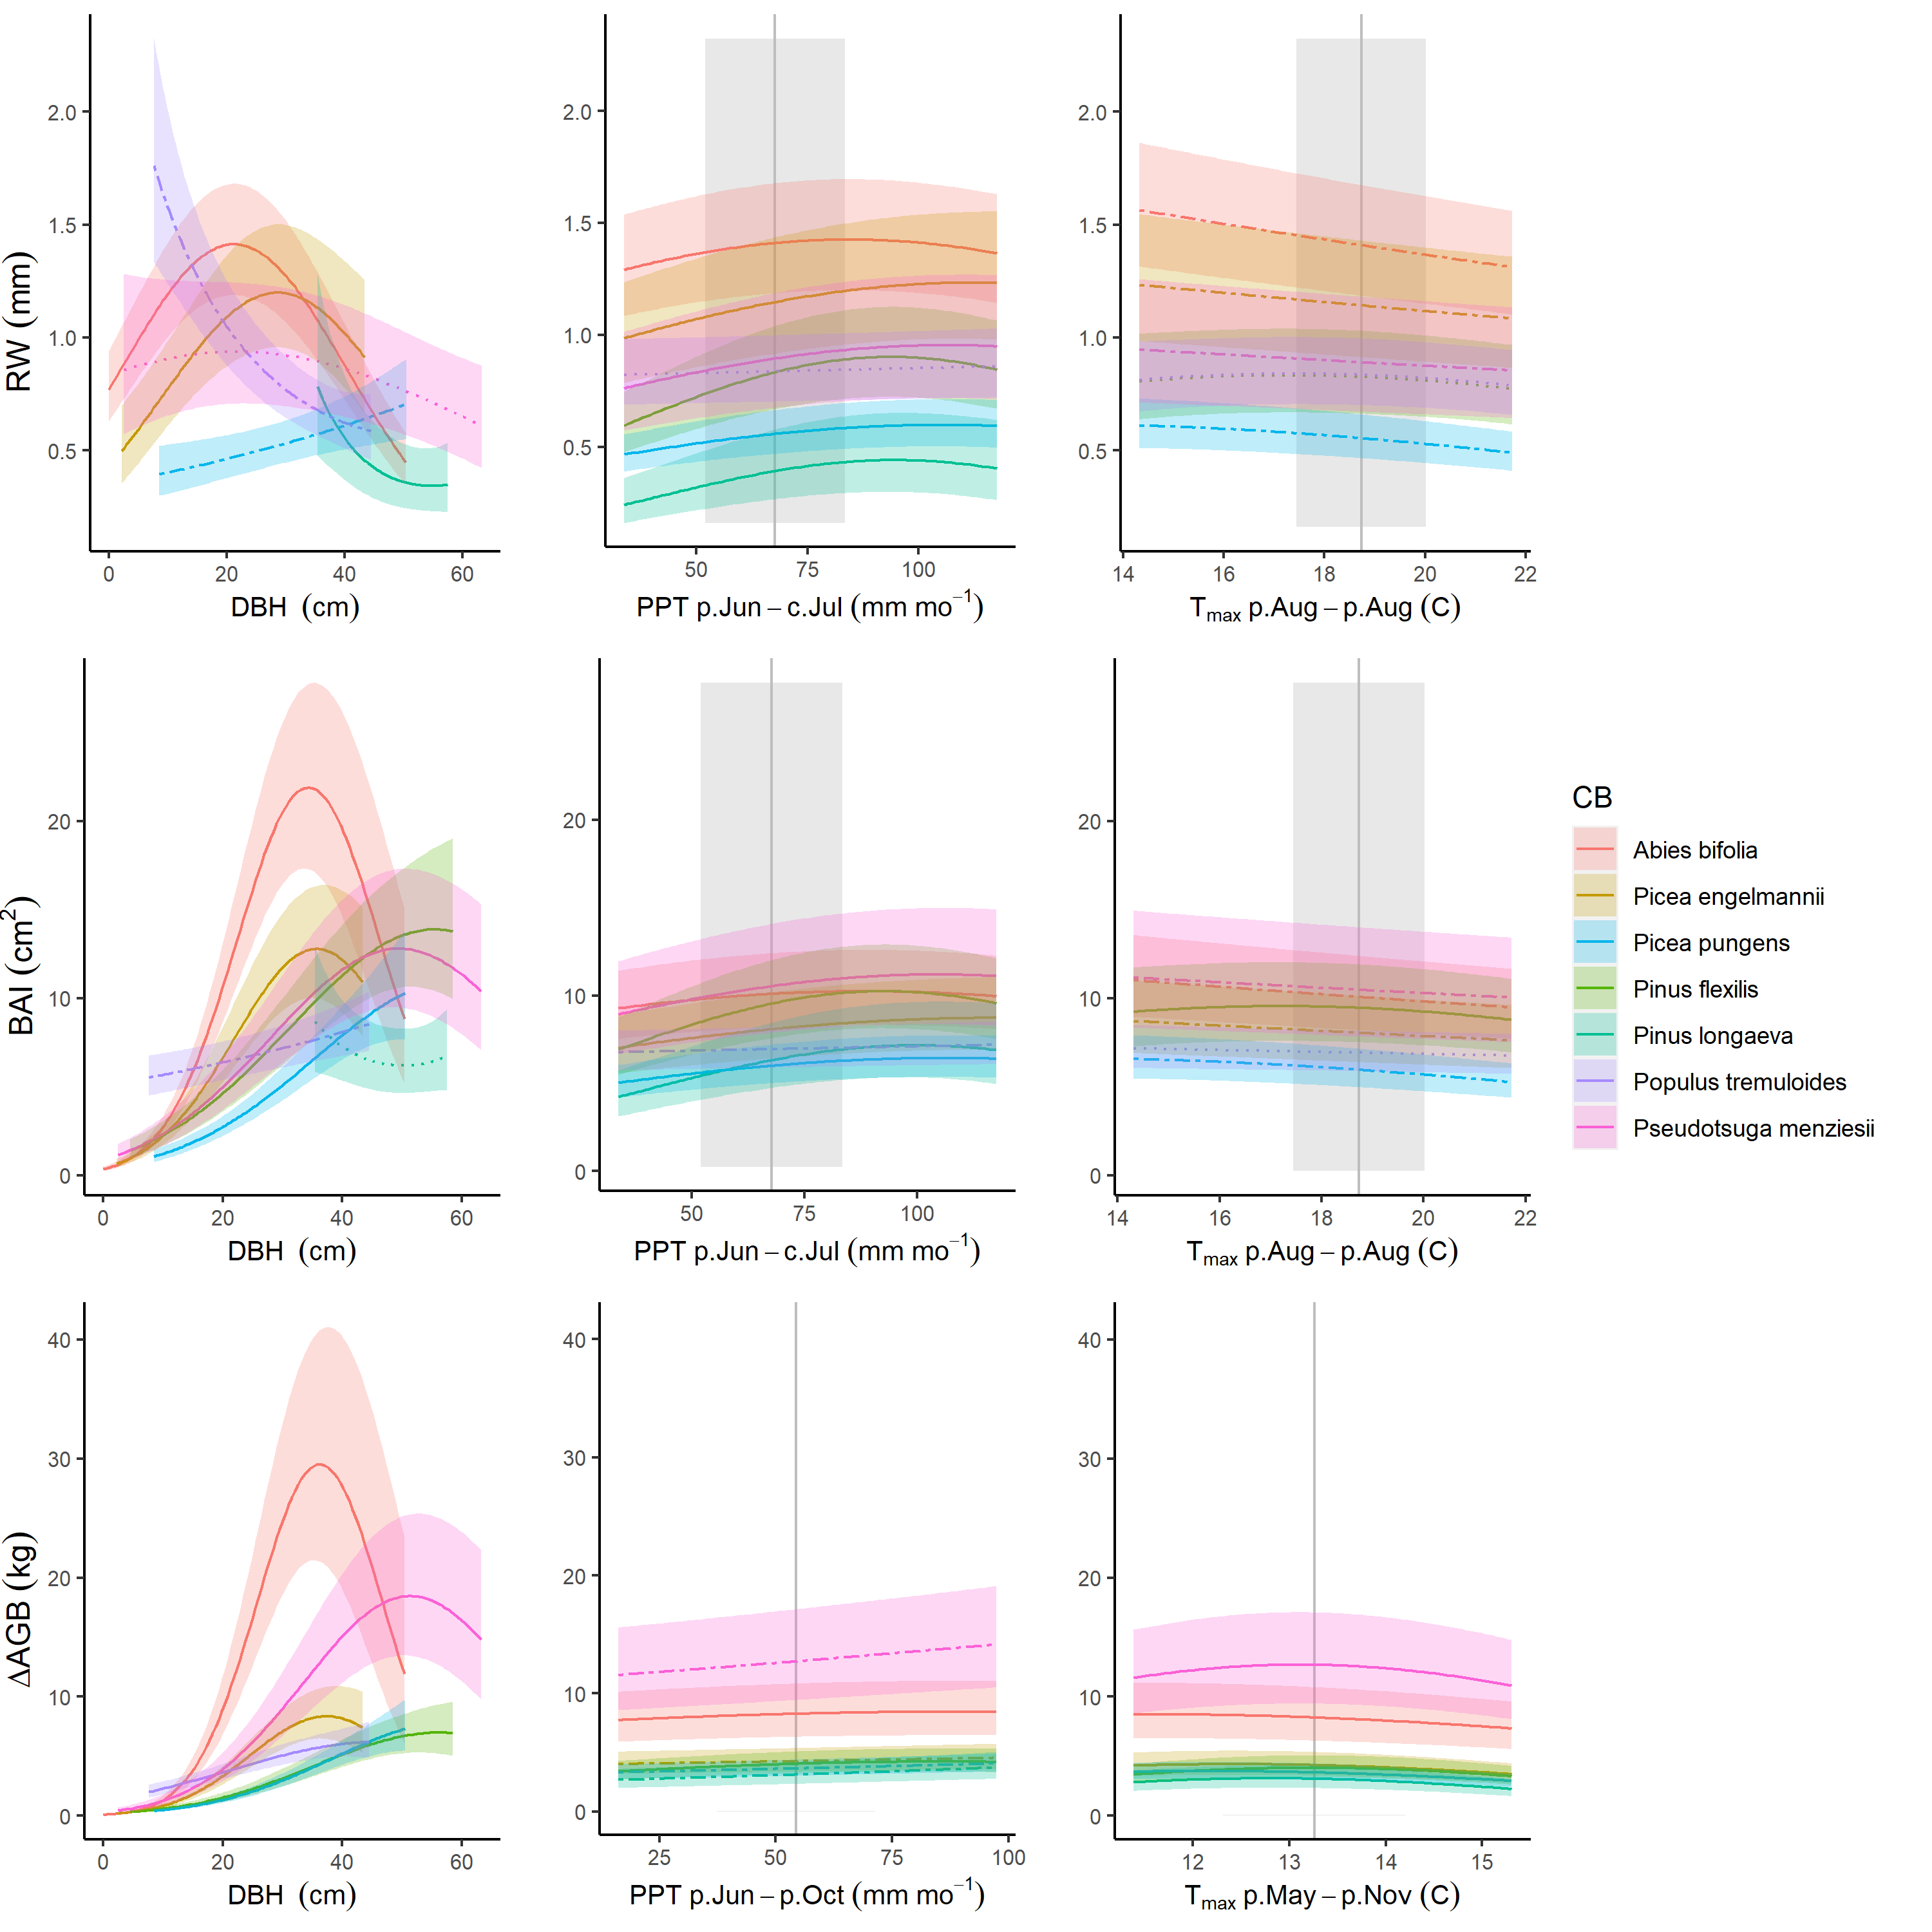 RW (mm)
2.0
1.5
1.0
0.5
0 20 40 60
DBH (cm)
2.0
1.5
1.0
0.5
50 75 100
PPT p.Jun – c.Jul (mm mo⁻¹)
2.0
1.5
1.0
0.5
14 16 18 20 22
Tmax p.Aug – p.Aug (C)
BAI (cm²)
20
10
0
0 20 40 60
DBH (cm)
20
10
0
50 75 100
PPT p.Jun – c.Jul (mm mo⁻¹)
20
10
0
14 16 18 20 22
Tmax p.Aug – p.Aug (C)
CB
Abies bifolia
Picea engelmannii
Picea pungens
Pinus flexilis
Pinus longaeva
Populus tremuloides
Pseudotsuga menziesii
ΔAGB (kg)
40
30
20
10
0
0 20 40 60
DBH (cm)
40
30
20
10
0
25 50 75 100
PPT p.Jun – p.Oct (mm mo⁻¹)
40
30
20
10
0
12 13 14 15
Tmax p.May – p.Nov (C)